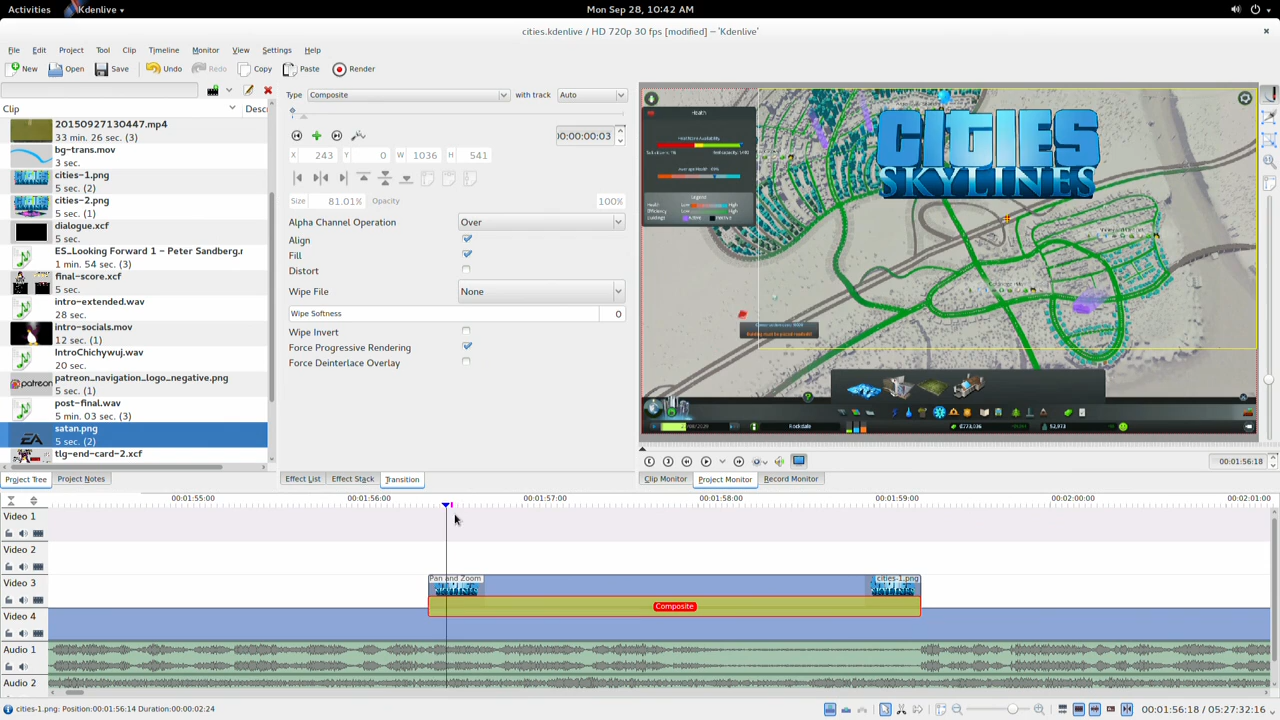 Activities Kdenlive Mon Sep 28, 10:42 AM
cities.kdenlive / HD 720p 30 fps [modified] – 'Kdenlive'
File Edit Project Tool Clip Timeline Monitor View Settings Help
New Open Save Undo Redo Copy Paste Render
Clip Descr
20150927130447.mp4
33 min. 26 sec. (3)
bg-trans.mov
3 sec.
cities-1.png
5 sec. (2)
cities-2.png
5 sec. (1)
dialogue.xcf
5 sec.
ES_Looking Forward 1 - Peter Sandberg.r
1 min. 54 sec. (3)
final-score.xcf
5 sec.
intro-extended.wav
28 sec.
intro-socials.mov
12 sec. (1)
IntroChichywuj.wav
20 sec.
patreon_navigation_logo_negative.png
5 sec. (1)
post-final.wav
5 min. 03 sec. (3)
satan.png
5 sec. (2)
tlg-end-card-2.xcf
Project Tree Project Notes
Type Composite with track Auto
00:00:00:03
X 243 Y 0 W 1036 H 541
Size 81.01% Opacity 100%
Alpha Channel Operation Over
Align
Fill
Distort
Wipe File None
Wipe Softness 0
Wipe Invert
Force Progressive Rendering
Force Deinterlace Overlay
Effect List Effect Stack Transition
Health
CITIES
SKYLINES
Rockdale
Clip Monitor Project Monitor Record Monitor
00:01:56:18
00:01:55:00 00:01:56:00 00:01:57:00 00:01:58:00 00:01:59:00 00:02:00:00 00:02:01:00
Video 1
Video 2
Video 3
Pan and Zoom cities-1.png
Composite
Video 4
Audio 1
Audio 2
cities-1.png: Position:00:01:56:14 Duration:00:00:02:24
00:01:56:18 / 05:27:32:16